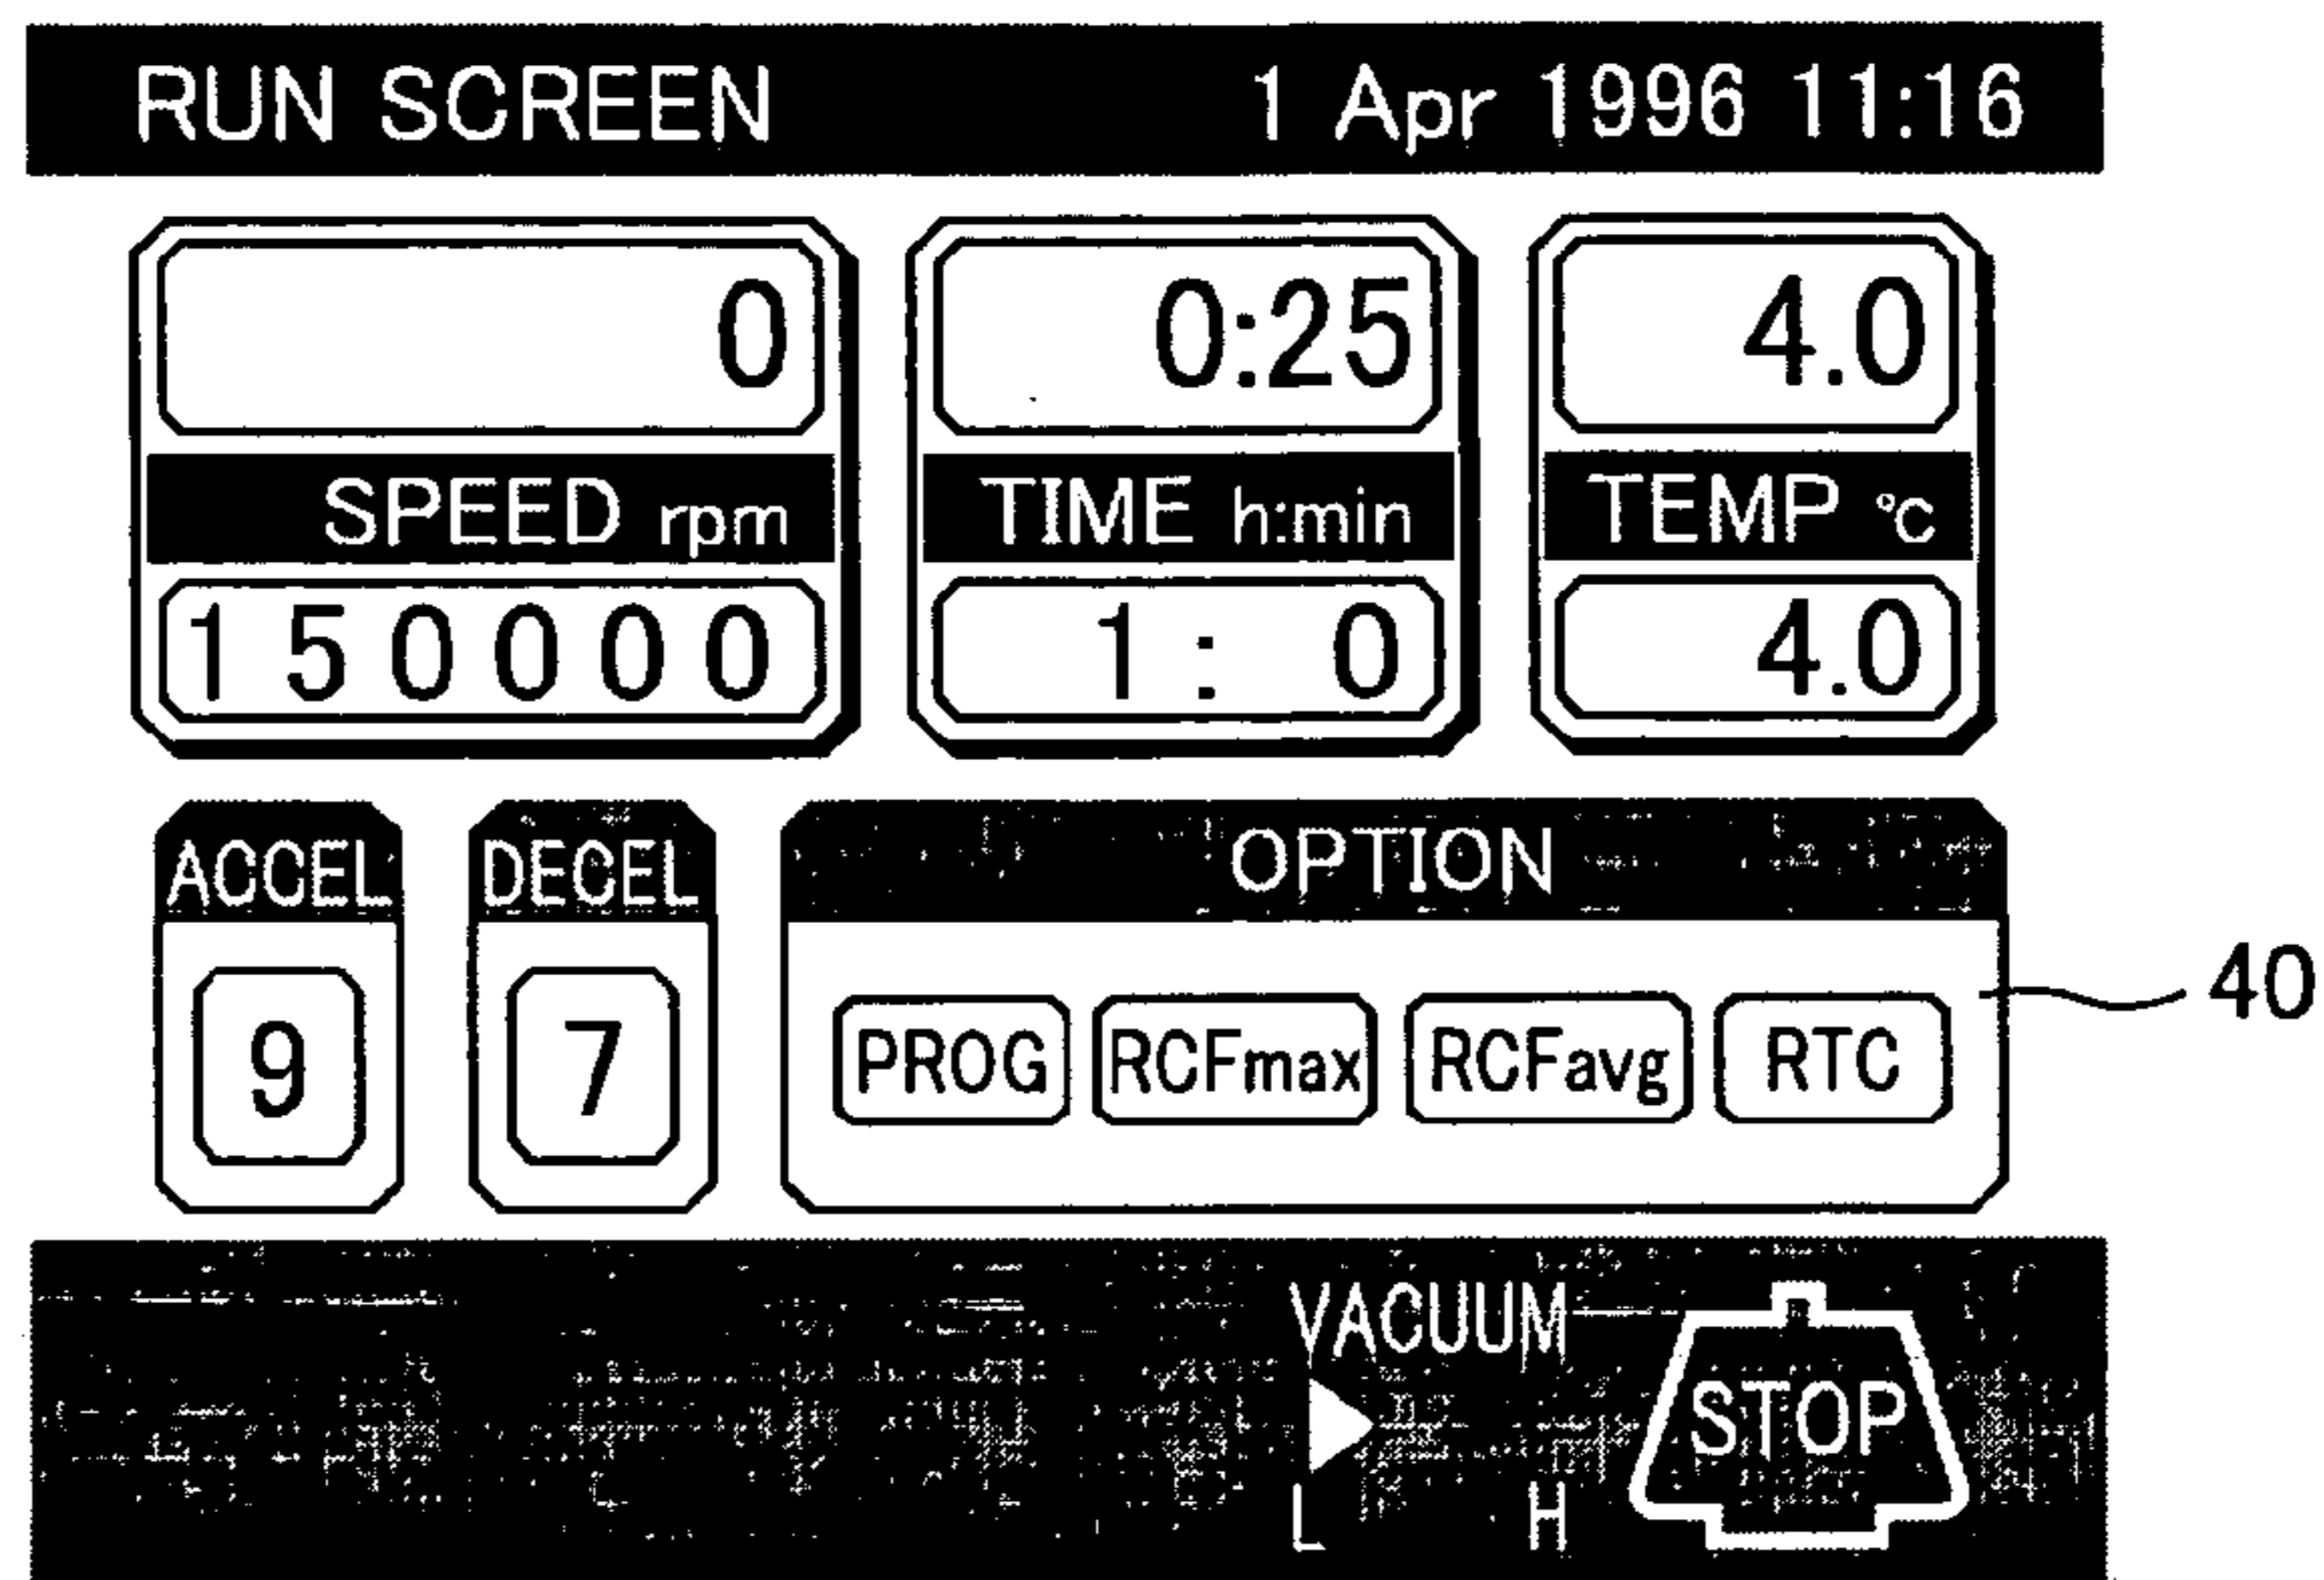 RUN SCREEN 1 Apr 1996 11:16
0 0:25 4.0
SPEED rpm TIME h:min TEMP ℃
150000 1: 0 4.0
ACCEL DECEL OPTION
9 7 PROG RCFmax RCFavg RTC
40
VACUUM
STOP
L H